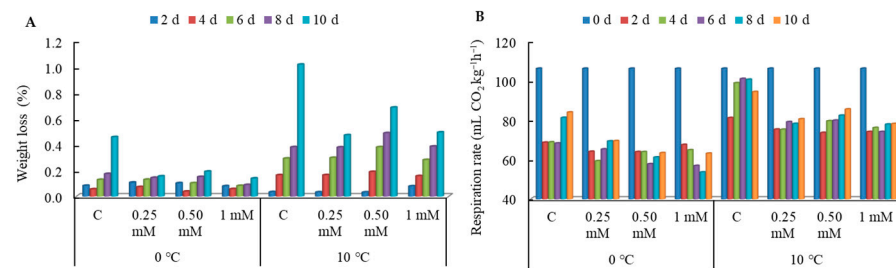 A
2 d 4 d 6 d 8 d 10 d
Weight loss (%)
1.2
1.0
0.8
0.6
0.4
0.2
0.0
C 0.25 mM 0.50 mM 1 mM C 0.25 mM 0.50 mM 1 mM
0 °C 10 °C
B
0 d 2 d 4 d 6 d 8 d 10 d
Respiration rate (mL CO₂ kg⁻¹h⁻¹)
120
100
80
60
40
C 0.25 mM 0.50 mM 1 mM C 0.25 mM 0.50 mM 1 mM
0 °C 10 °C